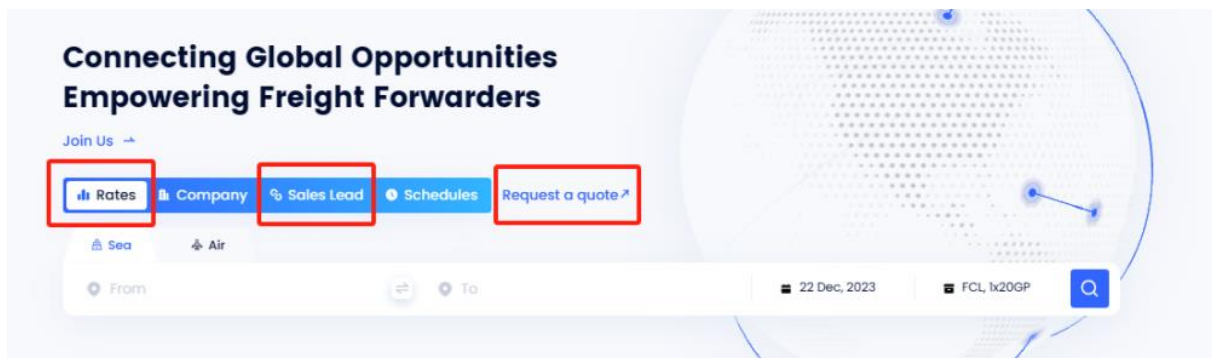 Connecting Global Opportunities
Empowering Freight Forwarders
Join Us
Rates Company Sales Lead Schedules Request a quote
Sea Air
From To 22 Dec, 2023 FCL, 1x20GP